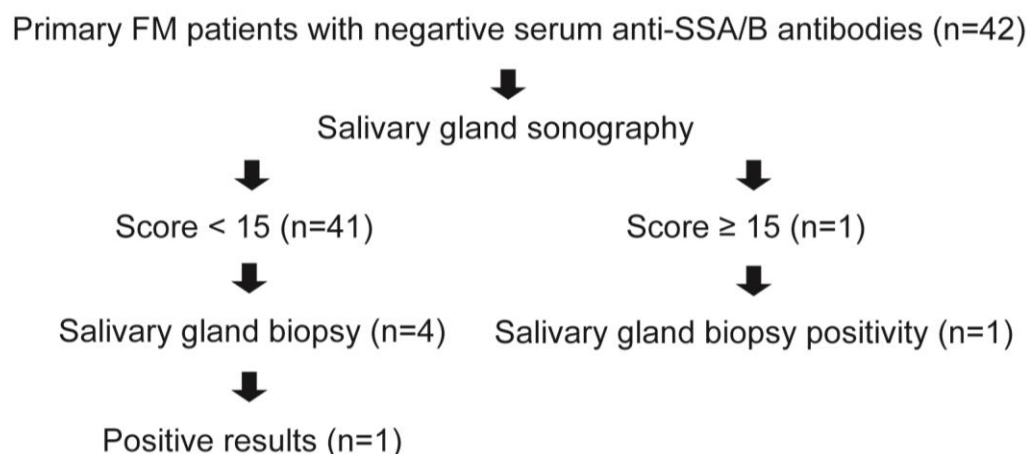 Primary FM patients with negartive serum anti-SSA/B antibodies (n=42)
Salivary gland sonography
Score < 15 (n=41)
Score ≥ 15 (n=1)
Salivary gland biopsy (n=4)
Salivary gland biopsy positivity (n=1)
Positive results (n=1)